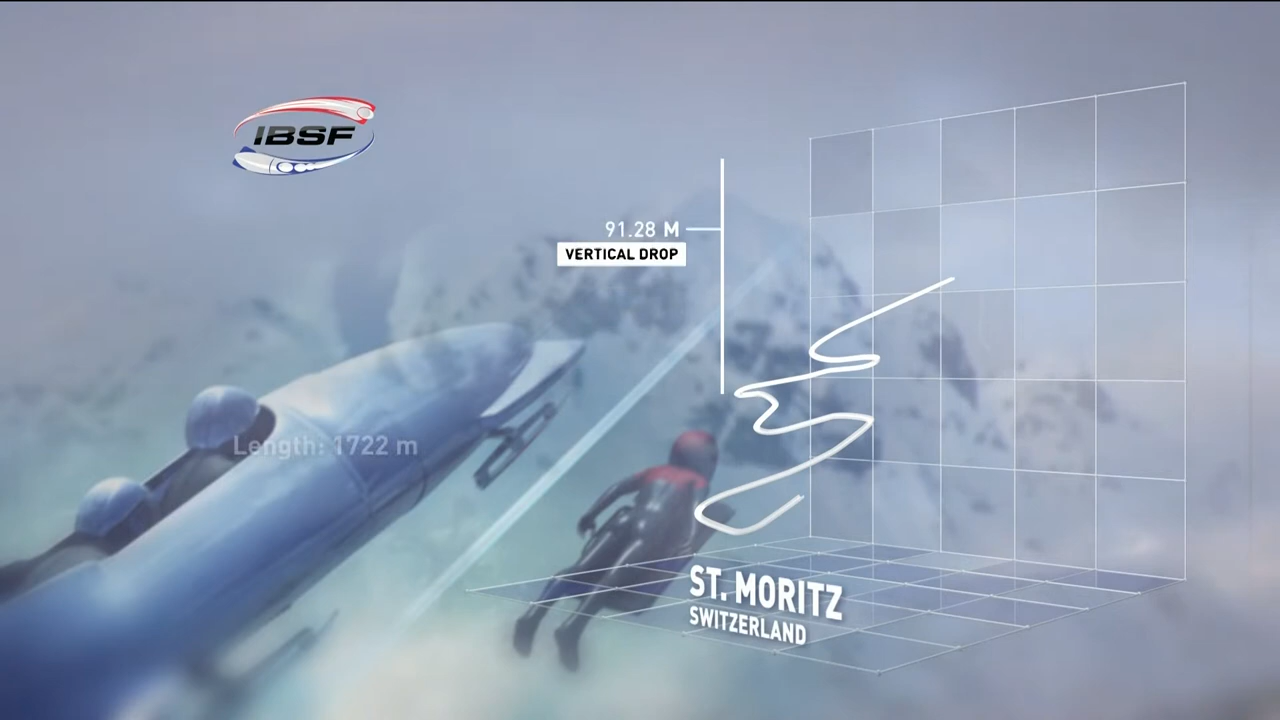 IBSF
91.28 M
VERTICAL DROP
Length: 1722 m
ST. MORITZ
SWITZERLAND